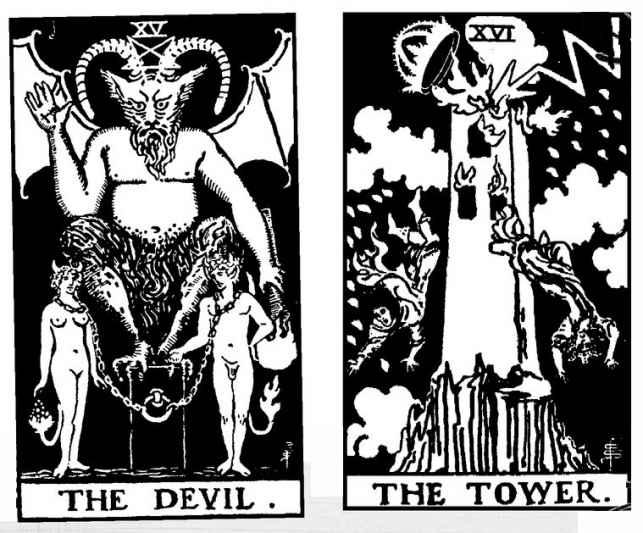 XV
THE DEVIL.
XVI
THE TOWER.